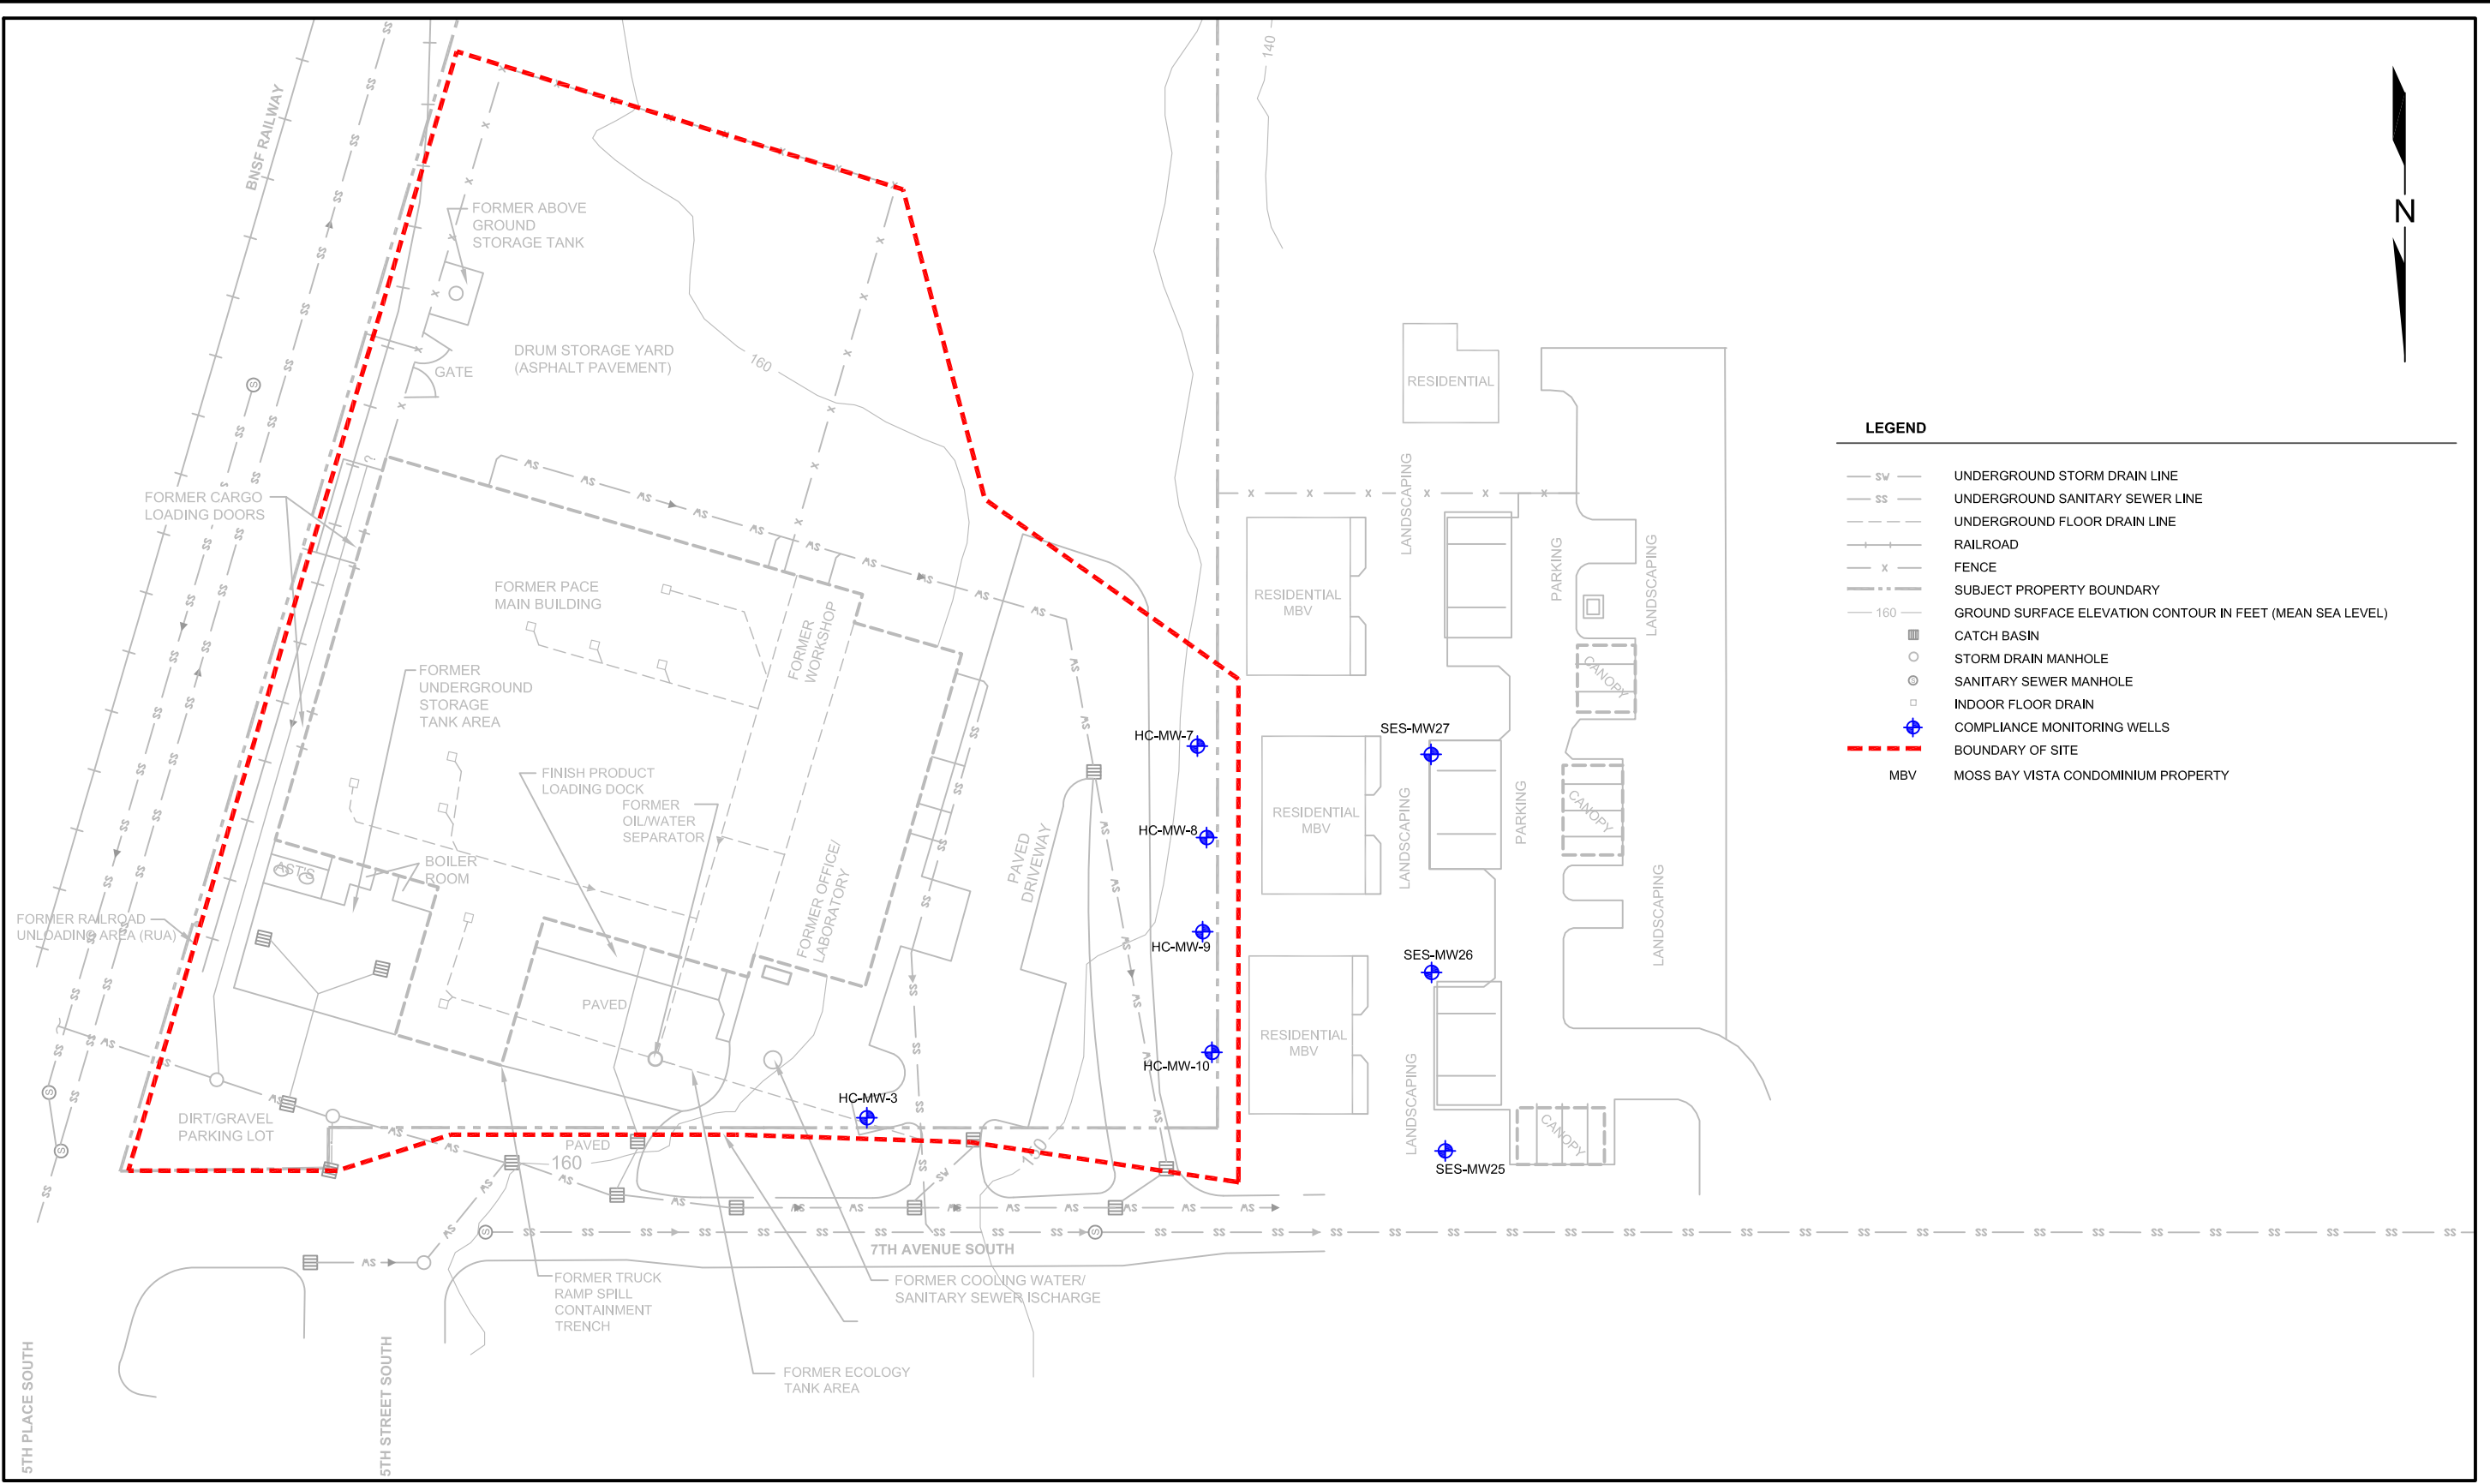 140
BNSF RAILWAY
N
FORMER ABOVE
GROUND
STORAGE TANK
DRUM STORAGE YARD
(ASPHALT PAVEMENT)
160
GATE
RESIDENTIAL
FORMER CARGO
LOADING DOORS
?
LANDSCAPING
PARKING
LANDSCAPING
FORMER PACE
MAIN BUILDING
FORMER
WORKSHOP
RESIDENTIAL
MBV
CANOPY
FORMER
UNDERGROUND
STORAGE
TANK AREA
HC-MW-7
SES-MW27
FINISH PRODUCT
LOADING DOCK
FORMER
OIL/WATER
SEPARATOR
HC-MW-8
RESIDENTIAL
MBV
LANDSCAPING
PARKING
CANOPY
PAVED
DRIVEWAY
AST'S
BOILER
ROOM
FORMER OFFICE/
LABORATORY
LANDSCAPING
FORMER RAILROAD
UNLOADING AREA (RUA)
HC-MW-9
SES-MW26
PAVED
RESIDENTIAL
MBV
HC-MW-10
HC-MW-3
LANDSCAPING
DIRT/GRAVEL
PARKING LOT
PAVED
160
150
CANOPY
SES-MW25
7TH AVENUE SOUTH
FORMER TRUCK
RAMP SPILL
CONTAINMENT
TRENCH
FORMER COOLING WATER/
SANITARY SEWER ISCHARGE
FORMER ECOLOGY
TANK AREA
5TH PLACE SOUTH
5TH STREET SOUTH
LEGEND
SW UNDERGROUND STORM DRAIN LINE
SS UNDERGROUND SANITARY SEWER LINE
UNDERGROUND FLOOR DRAIN LINE
RAILROAD
X FENCE
SUBJECT PROPERTY BOUNDARY
160 GROUND SURFACE ELEVATION CONTOUR IN FEET (MEAN SEA LEVEL)
CATCH BASIN
STORM DRAIN MANHOLE
S SANITARY SEWER MANHOLE
INDOOR FLOOR DRAIN
COMPLIANCE MONITORING WELLS
BOUNDARY OF SITE
MBV MOSS BAY VISTA CONDOMINIUM PROPERTY